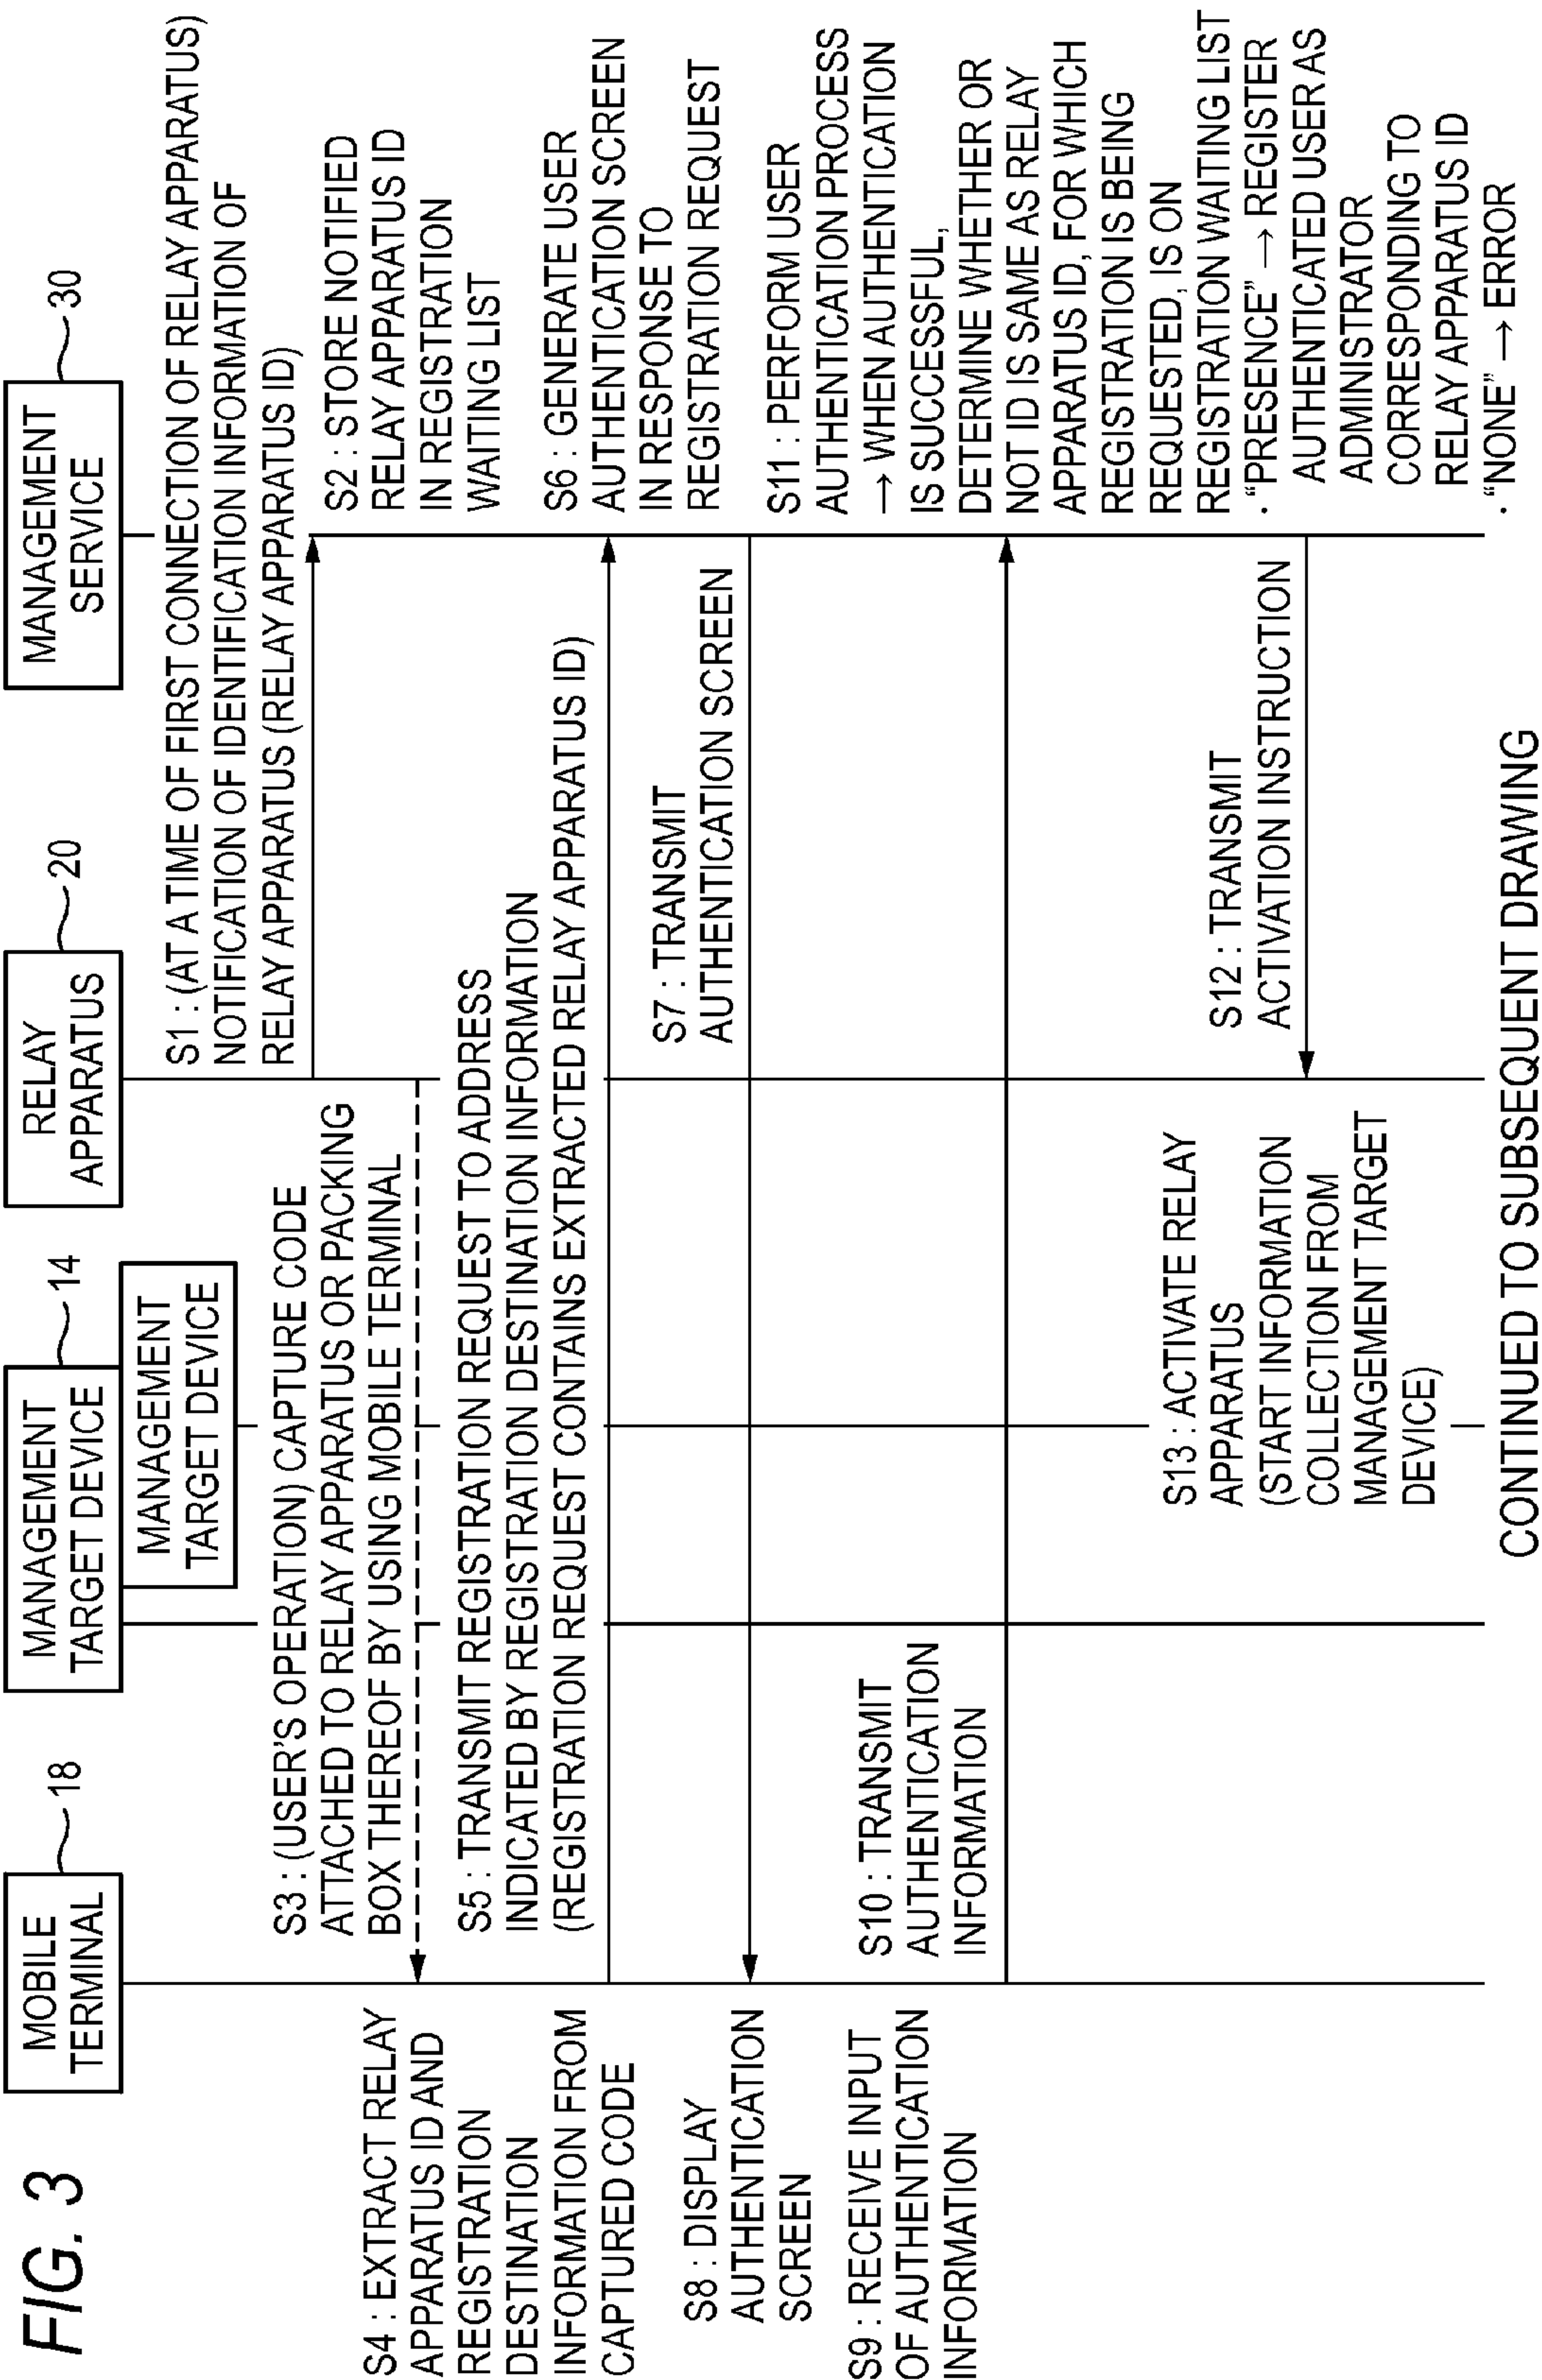 FIG. 3
MOBILE
TERMINAL
18
MANAGEMENT
TARGET DEVICE
14
MANAGEMENT
TARGET DEVICE
RELAY
APPARATUS
20
MANAGEMENT
SERVICE
30
S1 : (AT A TIME OF FIRST CONNECTION OF RELAY APPARATUS)
NOTIFICATION OF IDENTIFICATION INFORMATION OF
RELAY APPARATUS (RELAY APPARATUS ID)
S2 : STORE NOTIFIED
RELAY APPARATUS ID
IN REGISTRATION
WAITING LIST
S3 : (USER'S OPERATION) CAPTURE CODE
ATTACHED TO RELAY APPARATUS OR PACKING
BOX THEREOF BY USING MOBILE TERMINAL
S4 : EXTRACT RELAY
APPARATUS ID AND
REGISTRATION
DESTINATION
INFORMATION FROM
CAPTURED CODE
S5 : TRANSMIT REGISTRATION REQUEST TO ADDRESS
INDICATED BY REGISTRATION DESTINATION INFORMATION
(REGISTRATION REQUEST CONTAINS EXTRACTED RELAY APPARATUS ID)
S6 : GENERATE USER
AUTHENTICATION SCREEN
IN RESPONSE TO
REGISTRATION REQUEST
S7 : TRANSMIT
AUTHENTICATION SCREEN
S8 : DISPLAY
AUTHENTICATION
SCREEN
S9 : RECEIVE INPUT
OF AUTHENTICATION
INFORMATION
S10 : TRANSMIT
AUTHENTICATION
INFORMATION
S11 : PERFORM USER
AUTHENTICATION PROCESS
→ WHEN AUTHENTICATION
IS SUCCESSFUL,
DETERMINE WHETHER OR
NOT ID IS SAME AS RELAY
APPARATUS ID, FOR WHICH
REGISTRATION IS BEING
REQUESTED, IS ON
REGISTRATION WAITING LIST
· "PRESENCE" → REGISTER
AUTHENTICATED USER AS
ADMINISTRATOR
CORRESPONDING TO
RELAY APPARATUS ID
· "NONE" → ERROR
S12 : TRANSMIT
ACTIVATION INSTRUCTION
S13 : ACTIVATE RELAY
APPARATUS
(START INFORMATION
COLLECTION FROM
MANAGEMENT TARGET
DEVICE)
CONTINUED TO SUBSEQUENT DRAWING